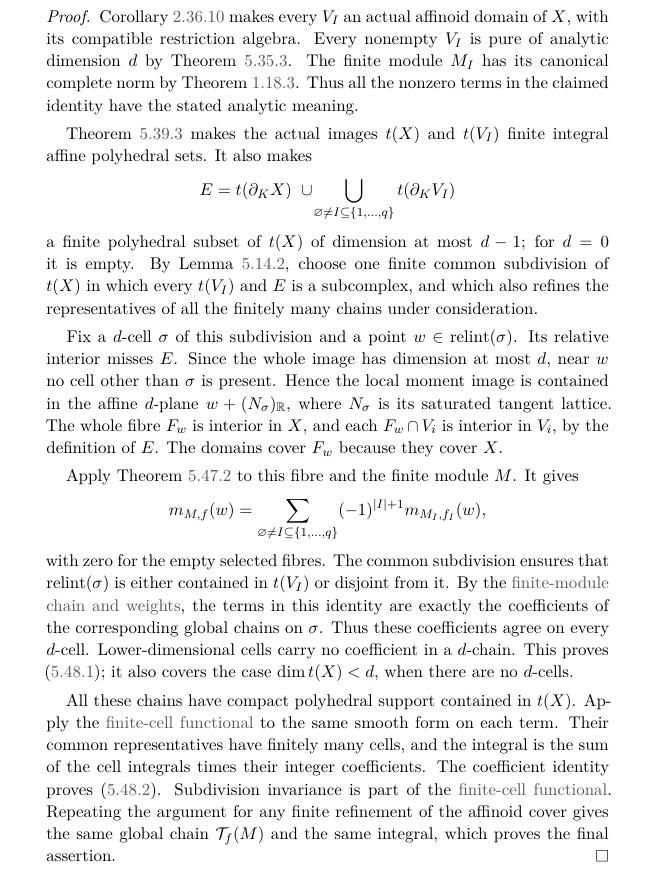 Proof. Corollary 2.36.10 makes every V_I an actual affinoid domain of X, with
its compatible restriction algebra. Every nonempty V_I is pure of analytic
dimension d by Theorem 5.35.3. The finite module M_I has its canonical
complete norm by Theorem 1.18.3. Thus all the nonzero terms in the claimed
identity have the stated analytic meaning.
Theorem 5.39.3 makes the actual images t(X) and t(V_I) finite integral
affine polyhedral sets. It also makes
E = t(∂_K X) ∪ ⋃_{∅≠I⊆{1,...,q}} t(∂_K V_I)
a finite polyhedral subset of t(X) of dimension at most d − 1; for d = 0
it is empty. By Lemma 5.14.2, choose one finite common subdivision of
t(X) in which every t(V_I) and E is a subcomplex, and which also refines the
representatives of all the finitely many chains under consideration.
Fix a d-cell σ of this subdivision and a point w ∈ relint(σ). Its relative
interior misses E. Since the whole image has dimension at most d, near w
no cell other than σ is present. Hence the local moment image is contained
in the affine d-plane w + (N_σ)_ℝ, where N_σ is its saturated tangent lattice.
The whole fibre F_w is interior in X, and each F_w ∩ V_i is interior in V_i, by the
definition of E. The domains cover F_w because they cover X.
Apply Theorem 5.47.2 to this fibre and the finite module M. It gives
m_{M,f}(w) = ∑_{∅≠I⊆{1,...,q}} (−1)^{|I|+1} m_{M_I,f_I}(w),
with zero for the empty selected fibres. The common subdivision ensures that
relint(σ) is either contained in t(V_I) or disjoint from it. By the finite-module
chain and weights, the terms in this identity are exactly the coefficients of
the corresponding global chains on σ. Thus these coefficients agree on every
d-cell. Lower-dimensional cells carry no coefficient in a d-chain. This proves
(5.48.1); it also covers the case dim t(X) < d, when there are no d-cells.
All these chains have compact polyhedral support contained in t(X). Ap-
ply the finite-cell functional to the same smooth form on each term. Their
common representatives have finitely many cells, and the integral is the sum
of the cell integrals times their integer coefficients. The coefficient identity
proves (5.48.2). Subdivision invariance is part of the finite-cell functional.
Repeating the argument for any finite refinement of the affinoid cover gives
the same global chain 𝒯_f(M) and the same integral, which proves the final
assertion. □